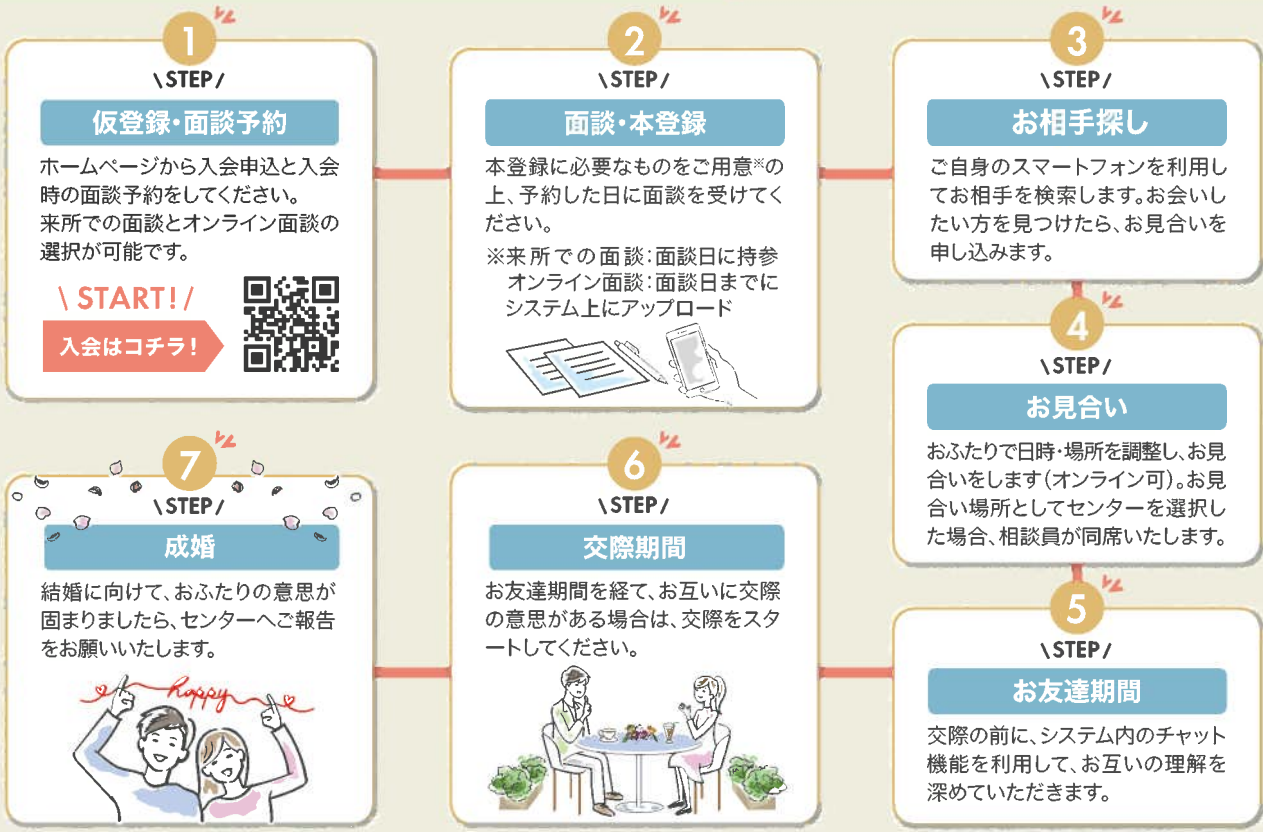 1
\STEP/
仮登録・面談予約
ホームページから入会申込と入会
時の面談予約をしてください。
来所での面談とオンライン面談の
選択が可能です。
\ START! /
入会はコチラ!
2
\STEP/
面談・本登録
本登録に必要なものをご用意※の
上、予約した日に面談を受けてく
ださい。
※来所での面談:面談日に持参
オンライン面談:面談日までに
システム上にアップロード
3
\STEP/
お相手探し
ご自身のスマートフォンを利用し
てお相手を検索します。お会いし
たい方を見つけたら、お見合いを
申し込みます。
4
\STEP/
お見合い
おふたりで日時・場所を調整し、お見
合いをします(オンライン可)。お見
合い場所としてセンターを選択し
た場合、相談員が同席いたします。
5
\STEP/
お友達期間
交際の前に、システム内のチャット
機能を利用して、お互いの理解を
深めていただきます。
6
\STEP/
交際期間
お友達期間を経て、お互いに交際
の意思がある場合は、交際をスタ
ートしてください。
7
\STEP/
成婚
結婚に向けて、おふたりの意思が
固まりましたら、センターへご報告
をお願いいたします。
happy